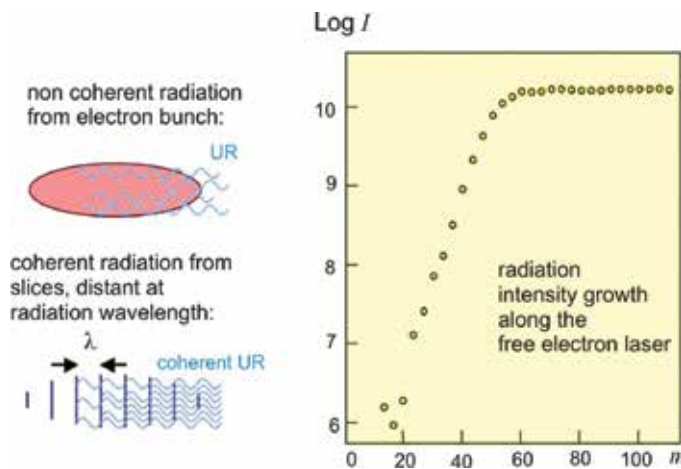 non coherent radiation
from electron bunch:
UR
coherent radiation from
slices, distant at
radiation wavelength:
λ
coherent UR
Log I
10
9
8
7
6
radiation
intensity growth
along the
free electron laser
0 20 40 60 80 100 n